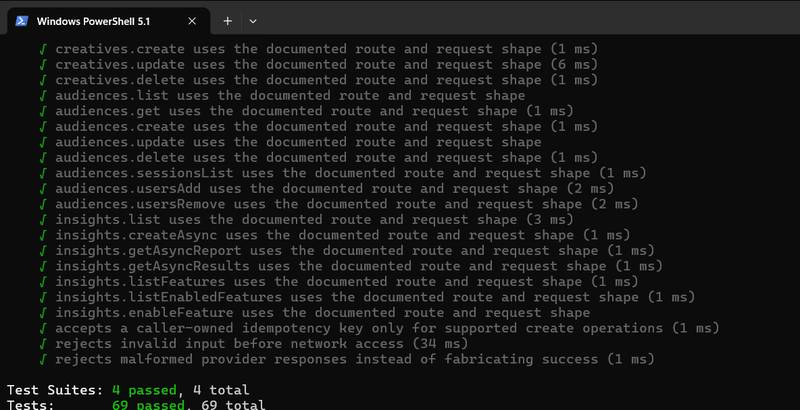 Windows PowerShell 5.1
√ creatives.create uses the documented route and request shape (1 ms)
√ creatives.update uses the documented route and request shape (6 ms)
√ creatives.delete uses the documented route and request shape (1 ms)
√ audiences.list uses the documented route and request shape
√ audiences.get uses the documented route and request shape (1 ms)
√ audiences.create uses the documented route and request shape (1 ms)
√ audiences.update uses the documented route and request shape
√ audiences.delete uses the documented route and request shape (1 ms)
√ audiences.sessionsList uses the documented route and request shape (1 ms)
√ audiences.usersAdd uses the documented route and request shape (2 ms)
√ audiences.usersRemove uses the documented route and request shape (2 ms)
√ insights.list uses the documented route and request shape (3 ms)
√ insights.createAsync uses the documented route and request shape (1 ms)
√ insights.getAsyncReport uses the documented route and request shape (1 ms)
√ insights.getAsyncResults uses the documented route and request shape (1 ms)
√ insights.listFeatures uses the documented route and request shape (1 ms)
√ insights.listEnabledFeatures uses the documented route and request shape (1 ms)
√ insights.enableFeature uses the documented route and request shape
√ accepts a caller-owned idempotency key only for supported create operations (1 ms)
√ rejects invalid input before network access (34 ms)
√ rejects malformed provider responses instead of fabricating success (1 ms)
Test Suites: 4 passed, 4 total
Tests: 69 passed, 69 total